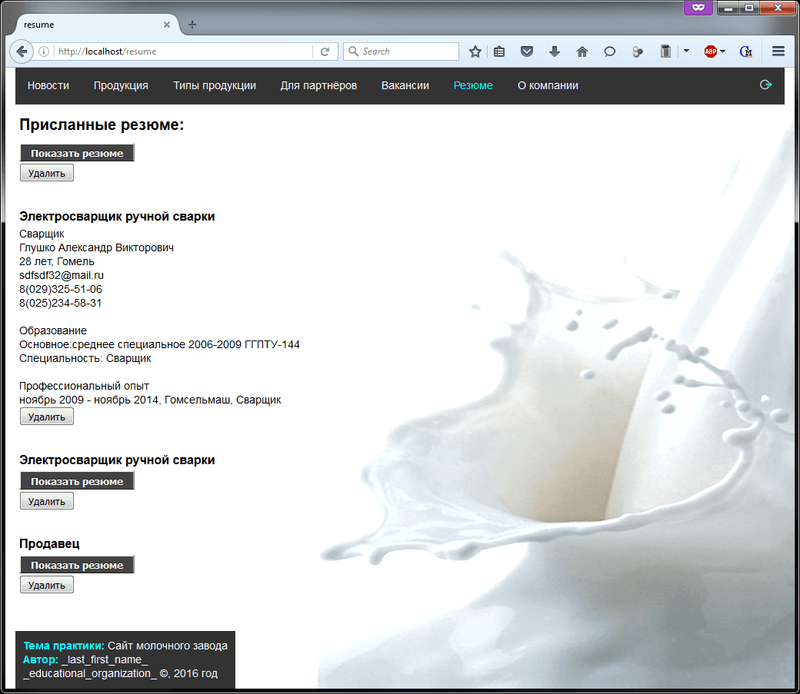 resume
http://localhost/resume
Search
ABP
Новости Продукция Типы продукции Для партнёров Вакансии Резюме О компании
Присланные резюме:
Показать резюме
Удалить
Электросварщик ручной сварки
Сварщик
Глушко Александр Викторович
28 лет, Гомель
sdfsdf32@mail.ru
8(029)325-51-06
8(025)234-58-31
Образование
Основное:среднее специальное 2006-2009 ГГПТУ-144
Специальность: Сварщик
Профессиональный опыт
ноябрь 2009 - ноябрь 2014, Гомсельмаш, Сварщик
Удалить
Электросварщик ручной сварки
Показать резюме
Удалить
Продавец
Показать резюме
Удалить
Тема практики: Сайт молочного завода
Автор: _last_first_name_
_educational_organization_ ©, 2016 год